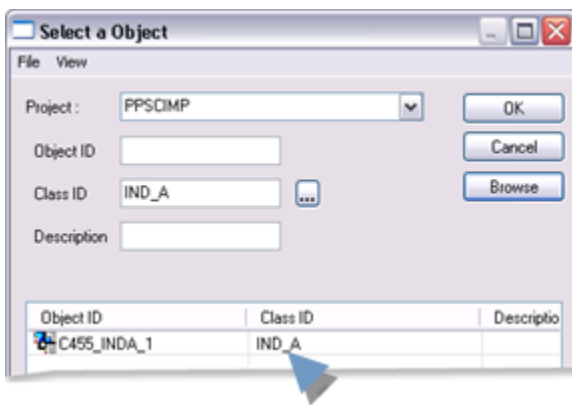 Select a Object
File View
Project : PPSCIMP OK
Object ID Cancel
Class ID IND_A ... Browse
Description
Object ID Class ID Descriptio
C455_INDA_1 IND_A